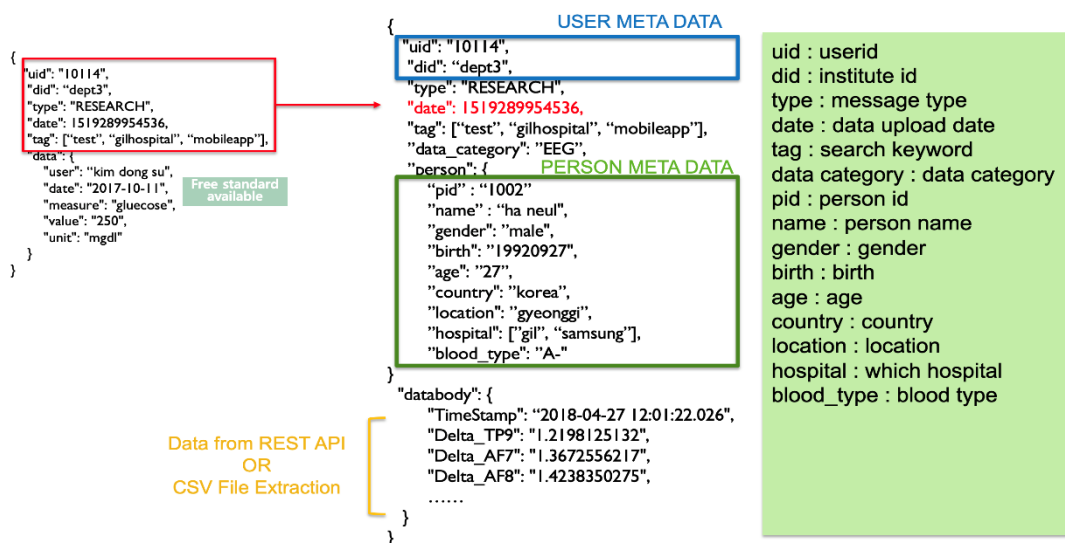 {
"uid": "10114",
"did": “dept3",
"type": "RESEARCH",
"date": 1519289954536,
"tag": [“test”, “gilhospital”, “mobileapp”],
"data": {
"user": “kim dong su",
"date": "2017-10-11",
"measure": "gluecose",
"value": "250",
"unit": "mgdl"
}
}
Free standard
available
USER META DATA
{
"uid": "10114",
"did": “dept3",
"type": "RESEARCH",
"date": 1519289954536,
"tag": [“test”, “gilhospital”, “mobileapp”],
”data_category": ”EEG”,
”person": {
PERSON META DATA
“pid” : “1002”
”name” : “ha neul”,
”gender": ”male”,
”birth": ”19920927",
”age": ”27”,
”country": ”korea”,
”location": ”gyeonggi”,
”hospital": [”gil”, “samsung”],
”blood_type": ”A-"
}
"databody": {
"TimeStamp": “2018-04-27 12:01:22.026",
"Delta_TP9": "1.2198125132",
"Delta_AF7": "1.3672556217",
"Delta_AF8": "1.4238350275",
……
}
}
Data from REST API
OR
CSV File Extraction
uid : userid
did : institute id
type : message type
date : data upload date
tag : search keyword
data category : data category
pid : person id
name : person name
gender : gender
birth : birth
age : age
country : country
location : location
hospital : which hospital
blood_type : blood type